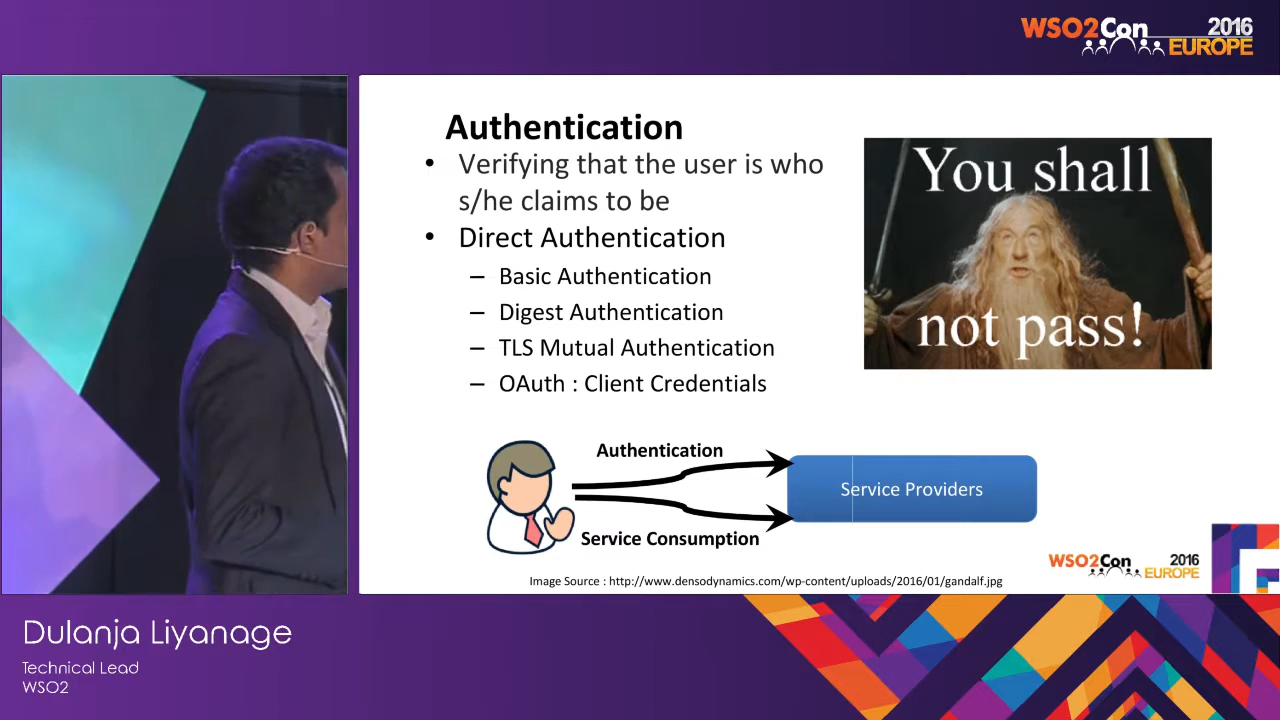 WSO2Con 2016
EUROPE
Authentication
• Verifying that the user is who
s/he claims to be
• Direct Authentication
– Basic Authentication
– Digest Authentication
– TLS Mutual Authentication
– OAuth : Client Credentials
You shall
not pass!
Authentication
Service Providers
Service Consumption
Image Source : http://www.densodynamics.com/wp-content/uploads/2016/01/gandalf.jpg
WSO2Con 2016
EUROPE
Dulanja Liyanage
Technical Lead
WSO2